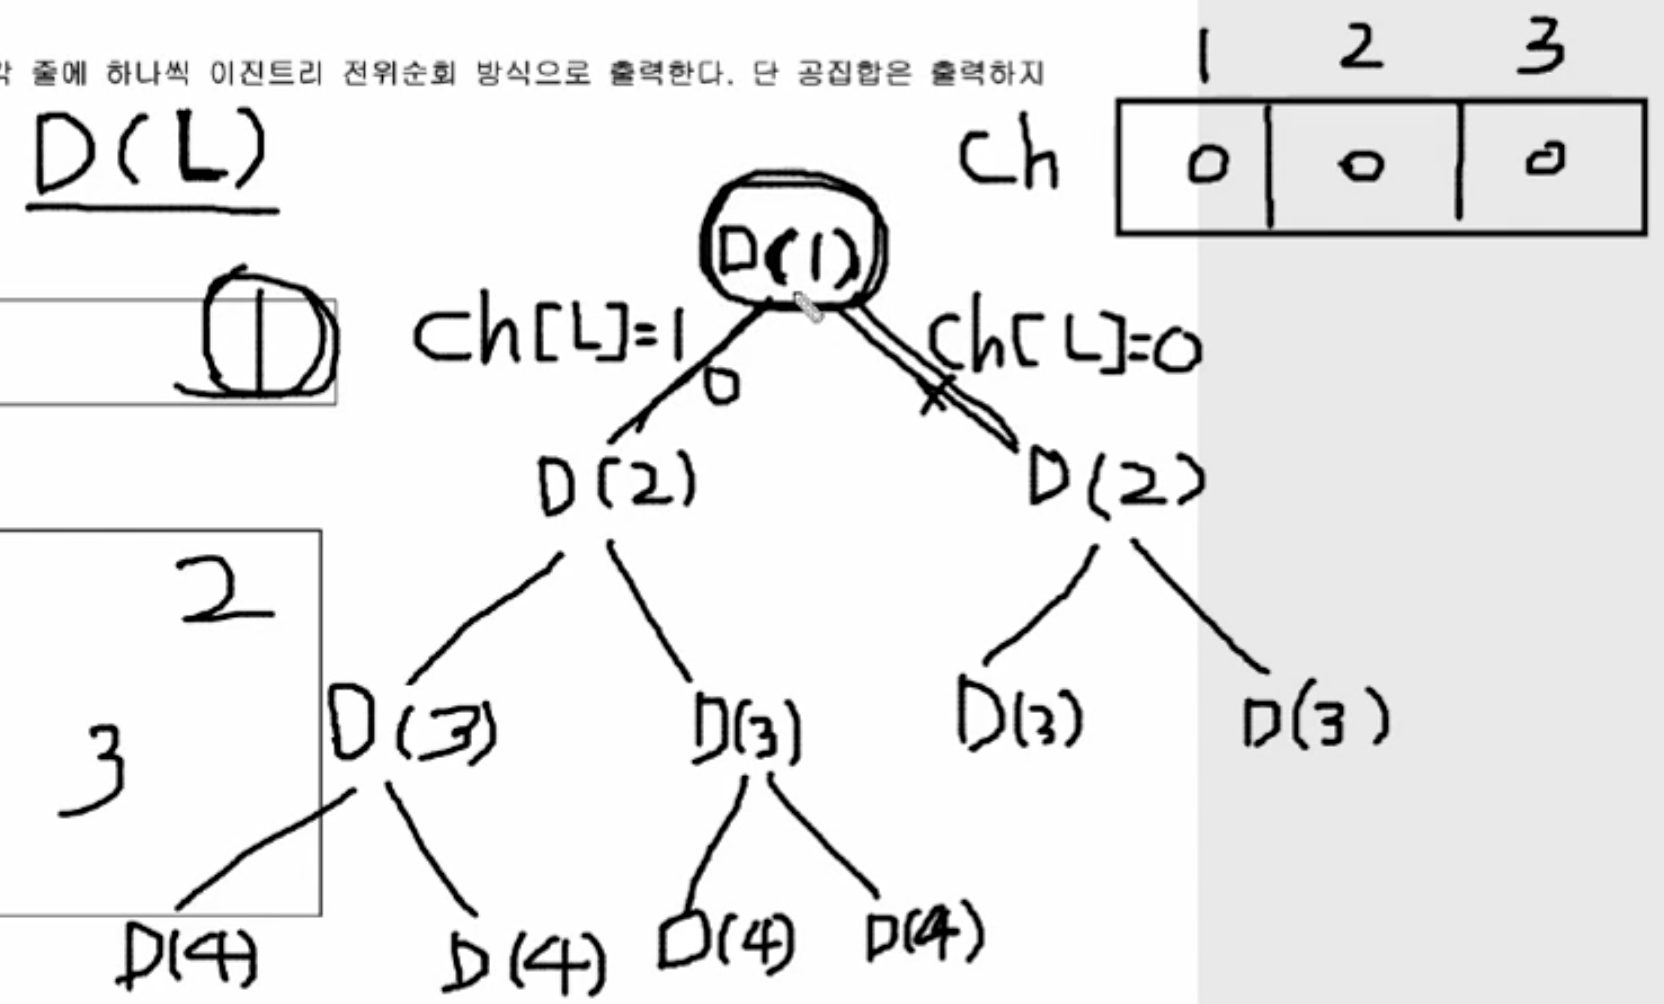 각 줄에 하나씩 이진트리 전위순회 방식으로 출력한다. 단 공집합은 출력하지
1 2 3
D(L)
Ch 0 0 0
D(1)
Ch[L]=1 Ch[L]=0
0 x
D(2) D(2)
2
3
D(3) D(3) D(3) D(3)
D(4) D(4) D(4) D(4)